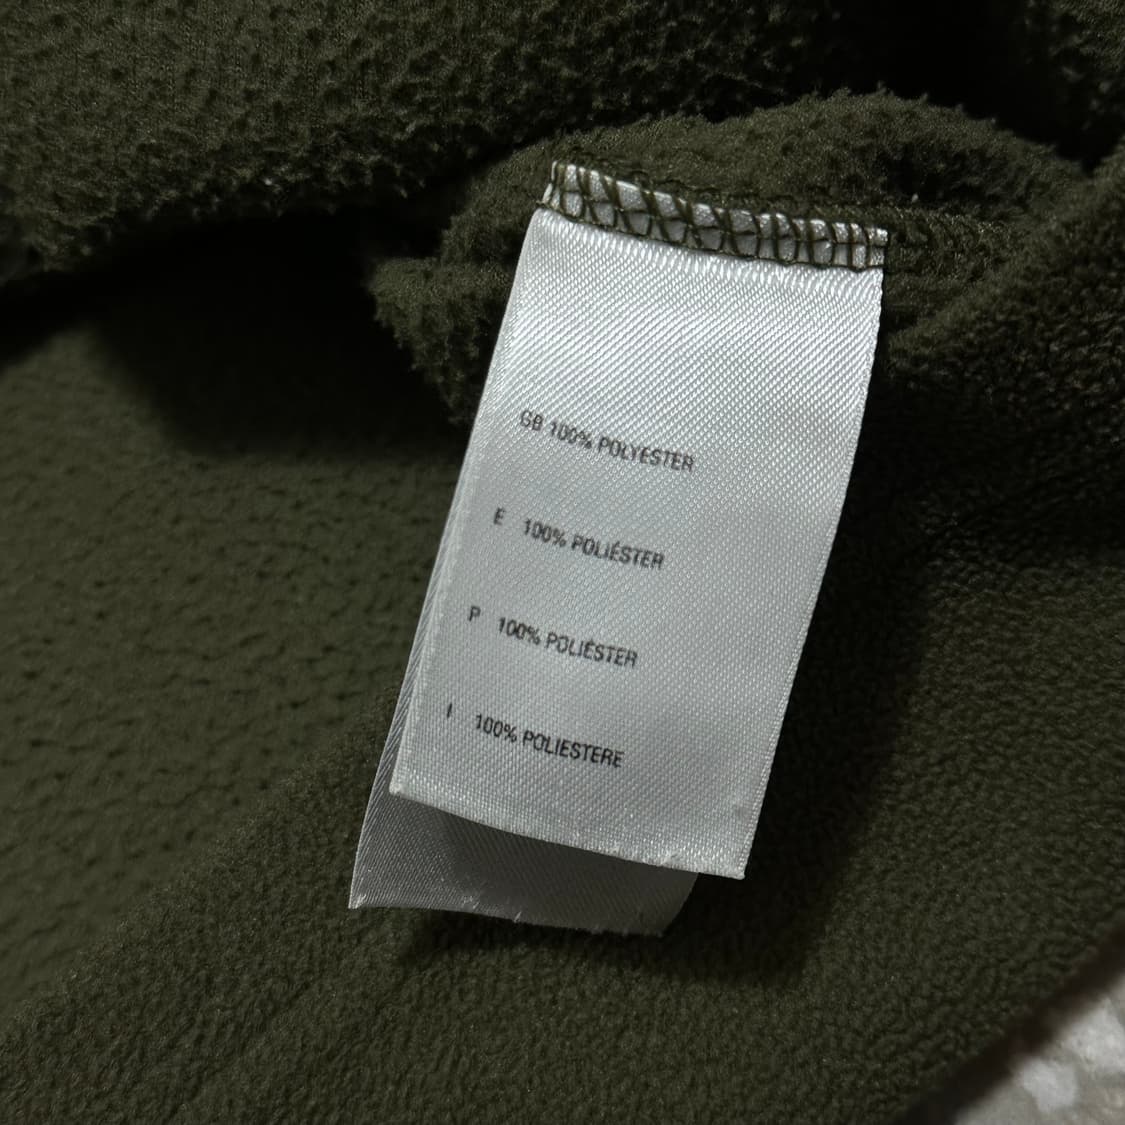 GB 100% POLYESTER
E 100% POLIÉSTER
P 100% POLIÉSTER
I 100% POLIESTERE